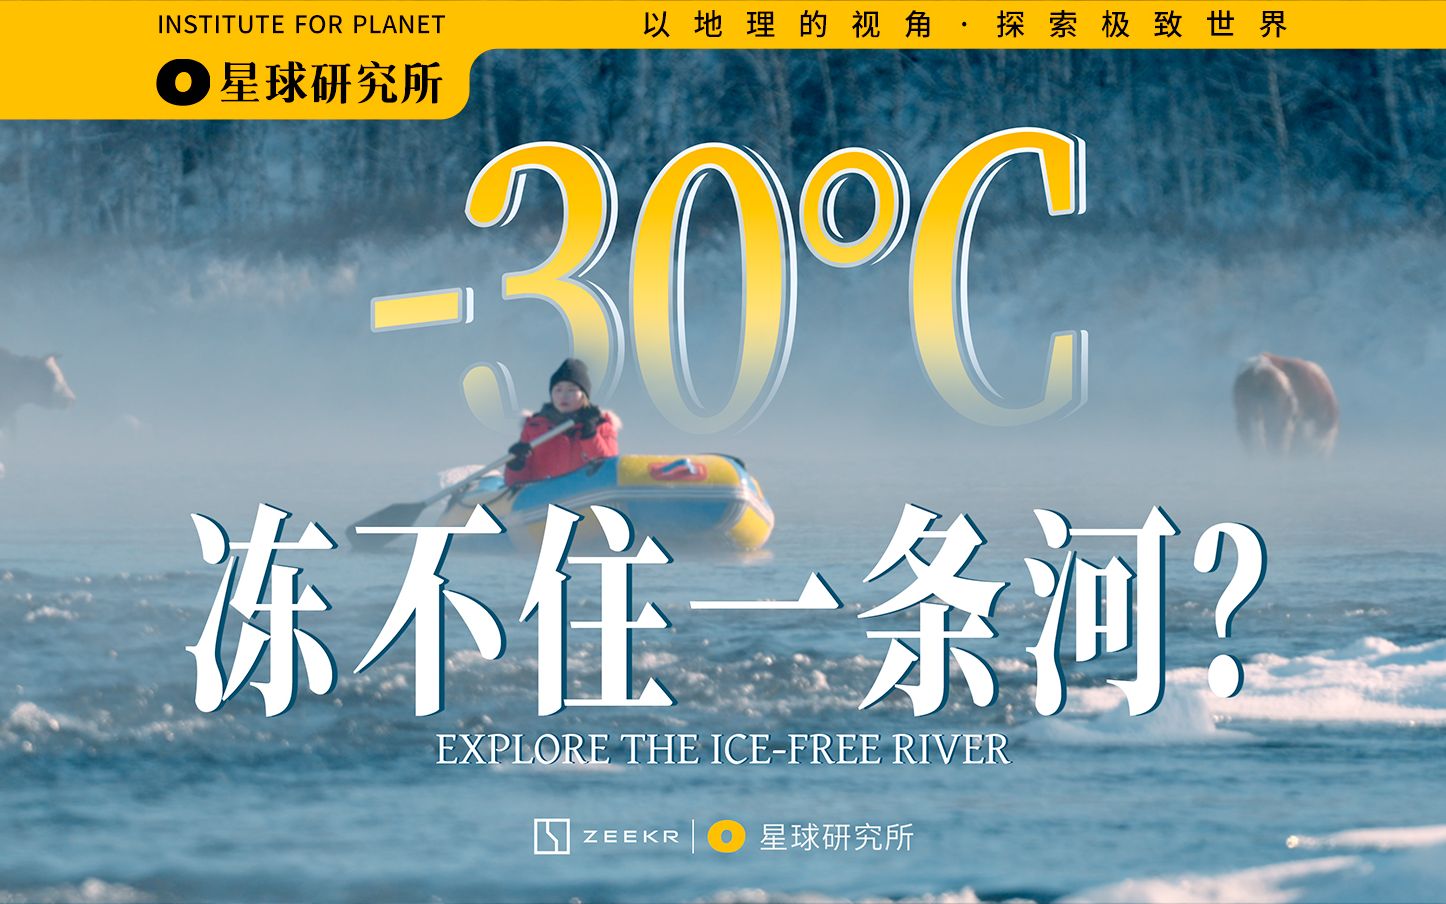 INSTITUTE FOR PLANET
以地理的视角·探索极致世界
星球研究所
-30°C
冻不住一条河?
EXPLORE THE ICE-FREE RIVER
ZEEKR | 星球研究所